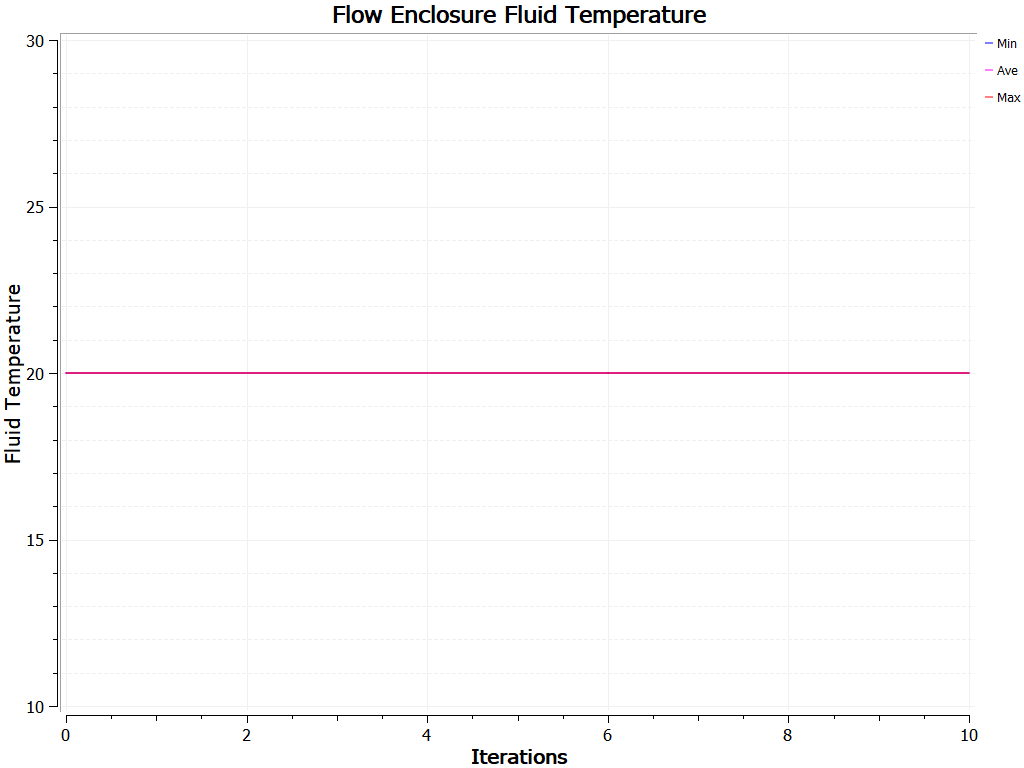 Flow Enclosure Fluid Temperature
Min
Ave
Max
30
25
20
15
10
Fluid Temperature
0 2 4 6 8 10
Iterations